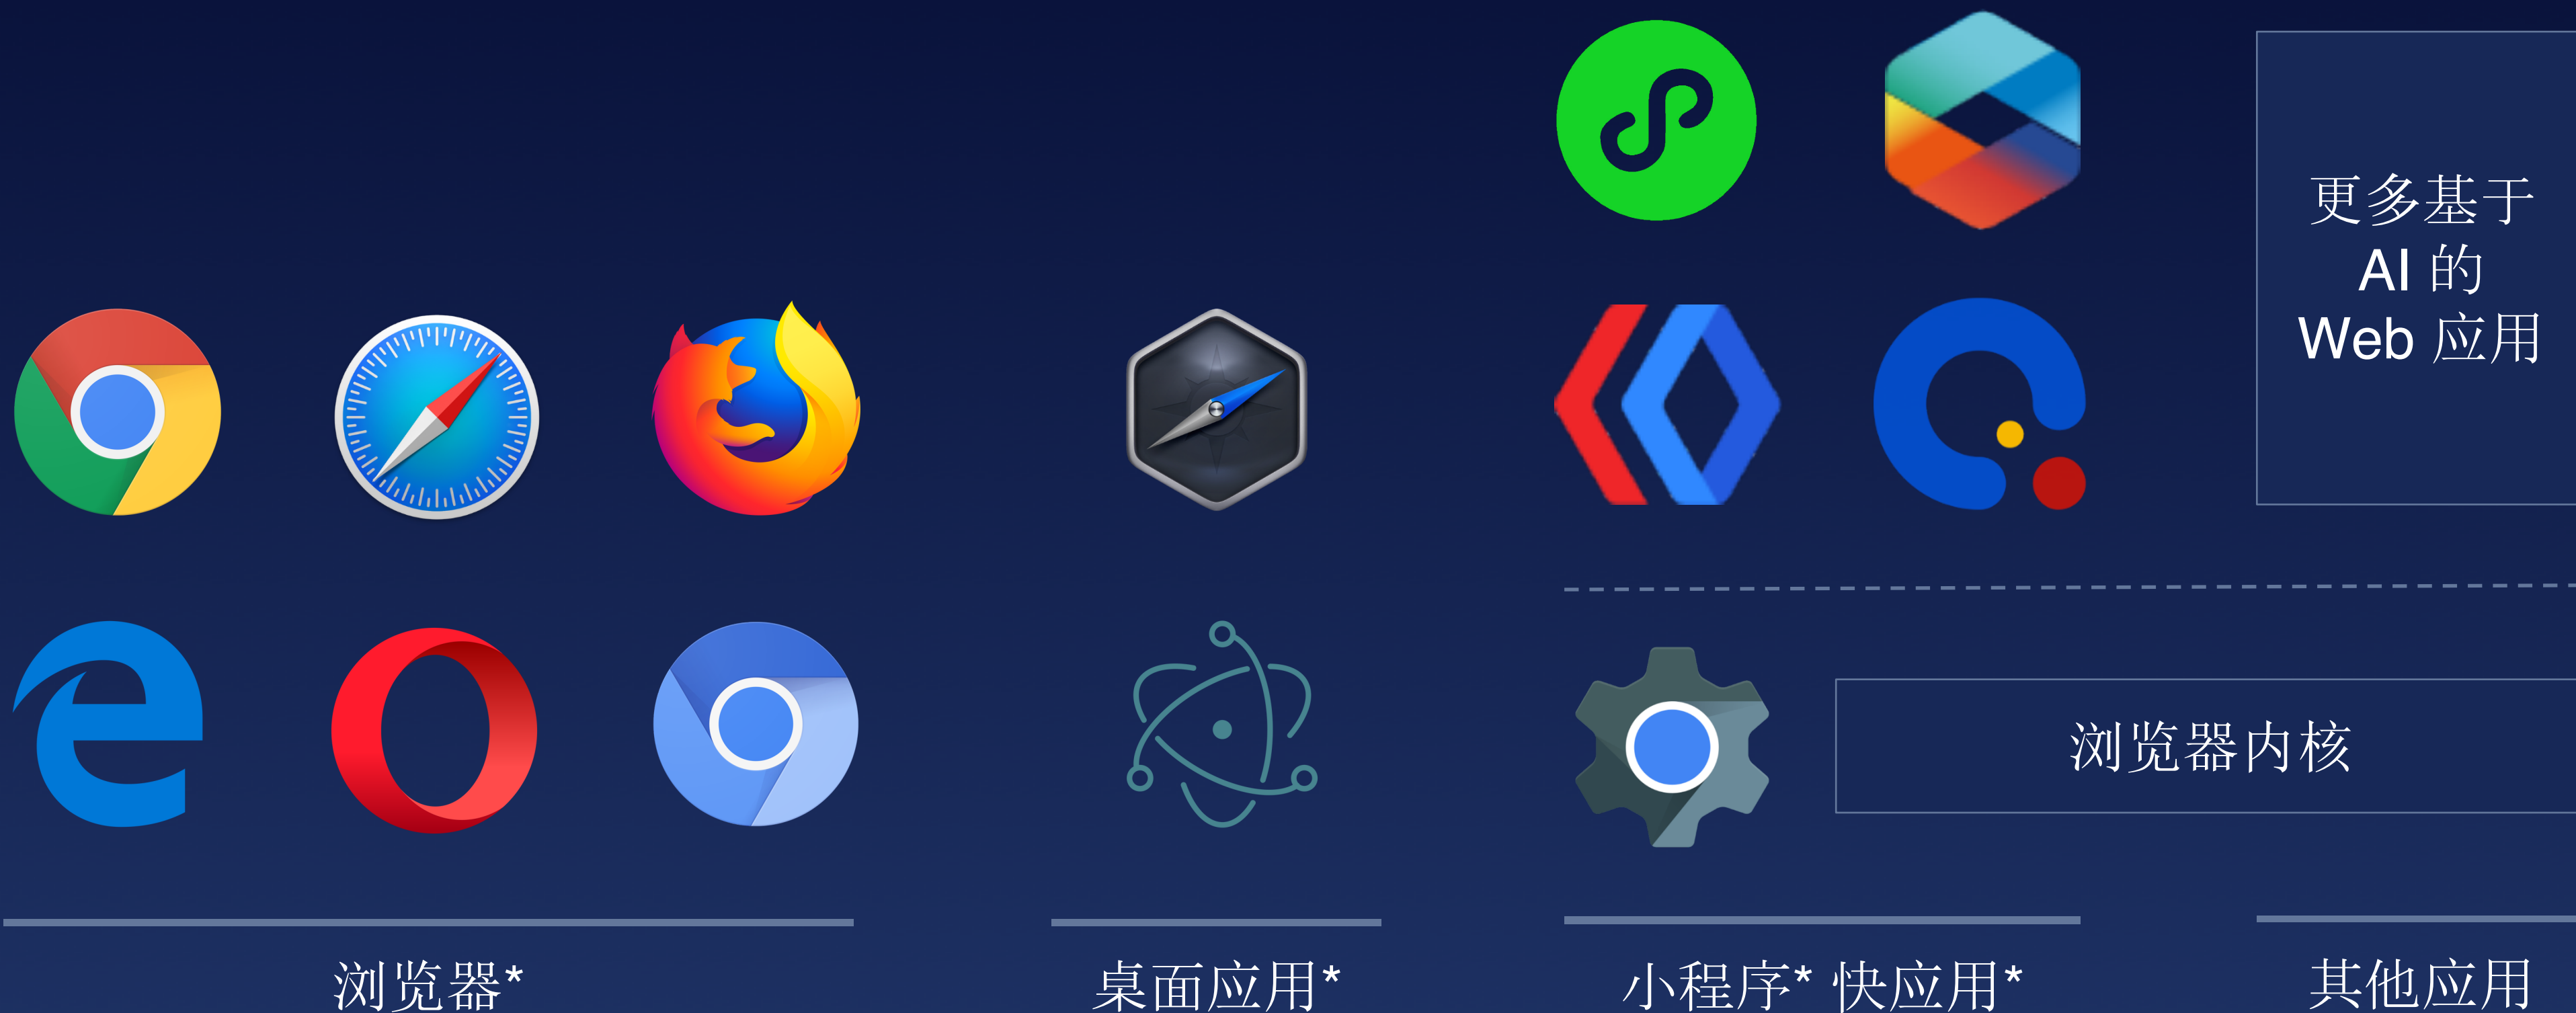 更多基于
AI 的
Web 应用
浏览器内核
浏览器*
桌面应用*
小程序* 快应用*
其他应用